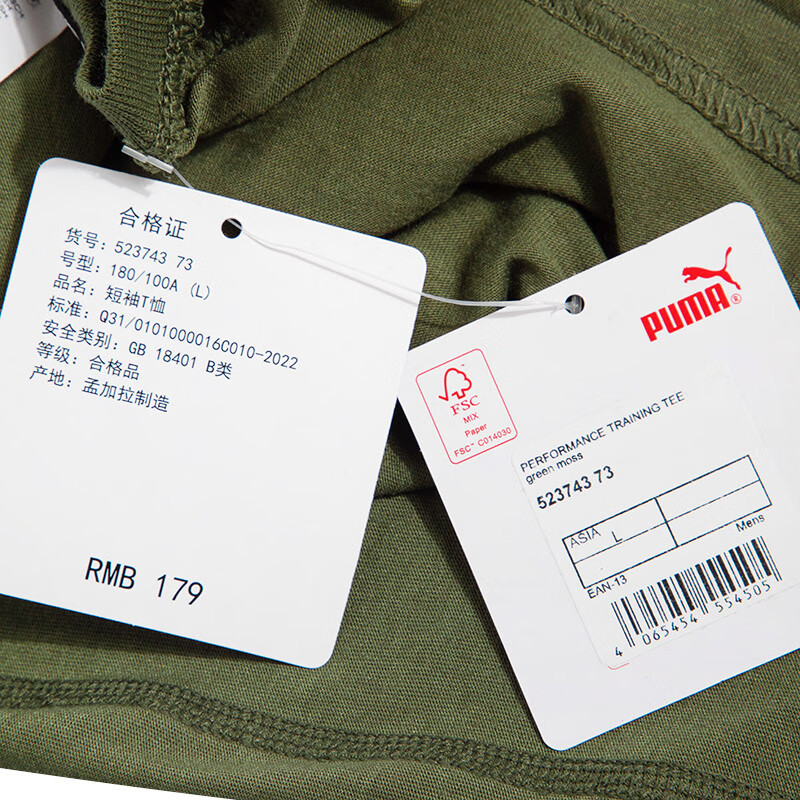 合格证
货号: 523743 73
号型: 180/100A (L)
品名: 短袖T恤
标准: Q31/0101000016C010-2022
安全类别: GB 18401 B类
等级: 合格品
产地: 孟加拉制造
RMB 179
PUMA®
FSC
MIX
Paper
FSC™ C014030
PERFORMANCE TRAINING TEE
green moss
523743 73
ASIA L
Mens
EAN-13
4 065454 554505